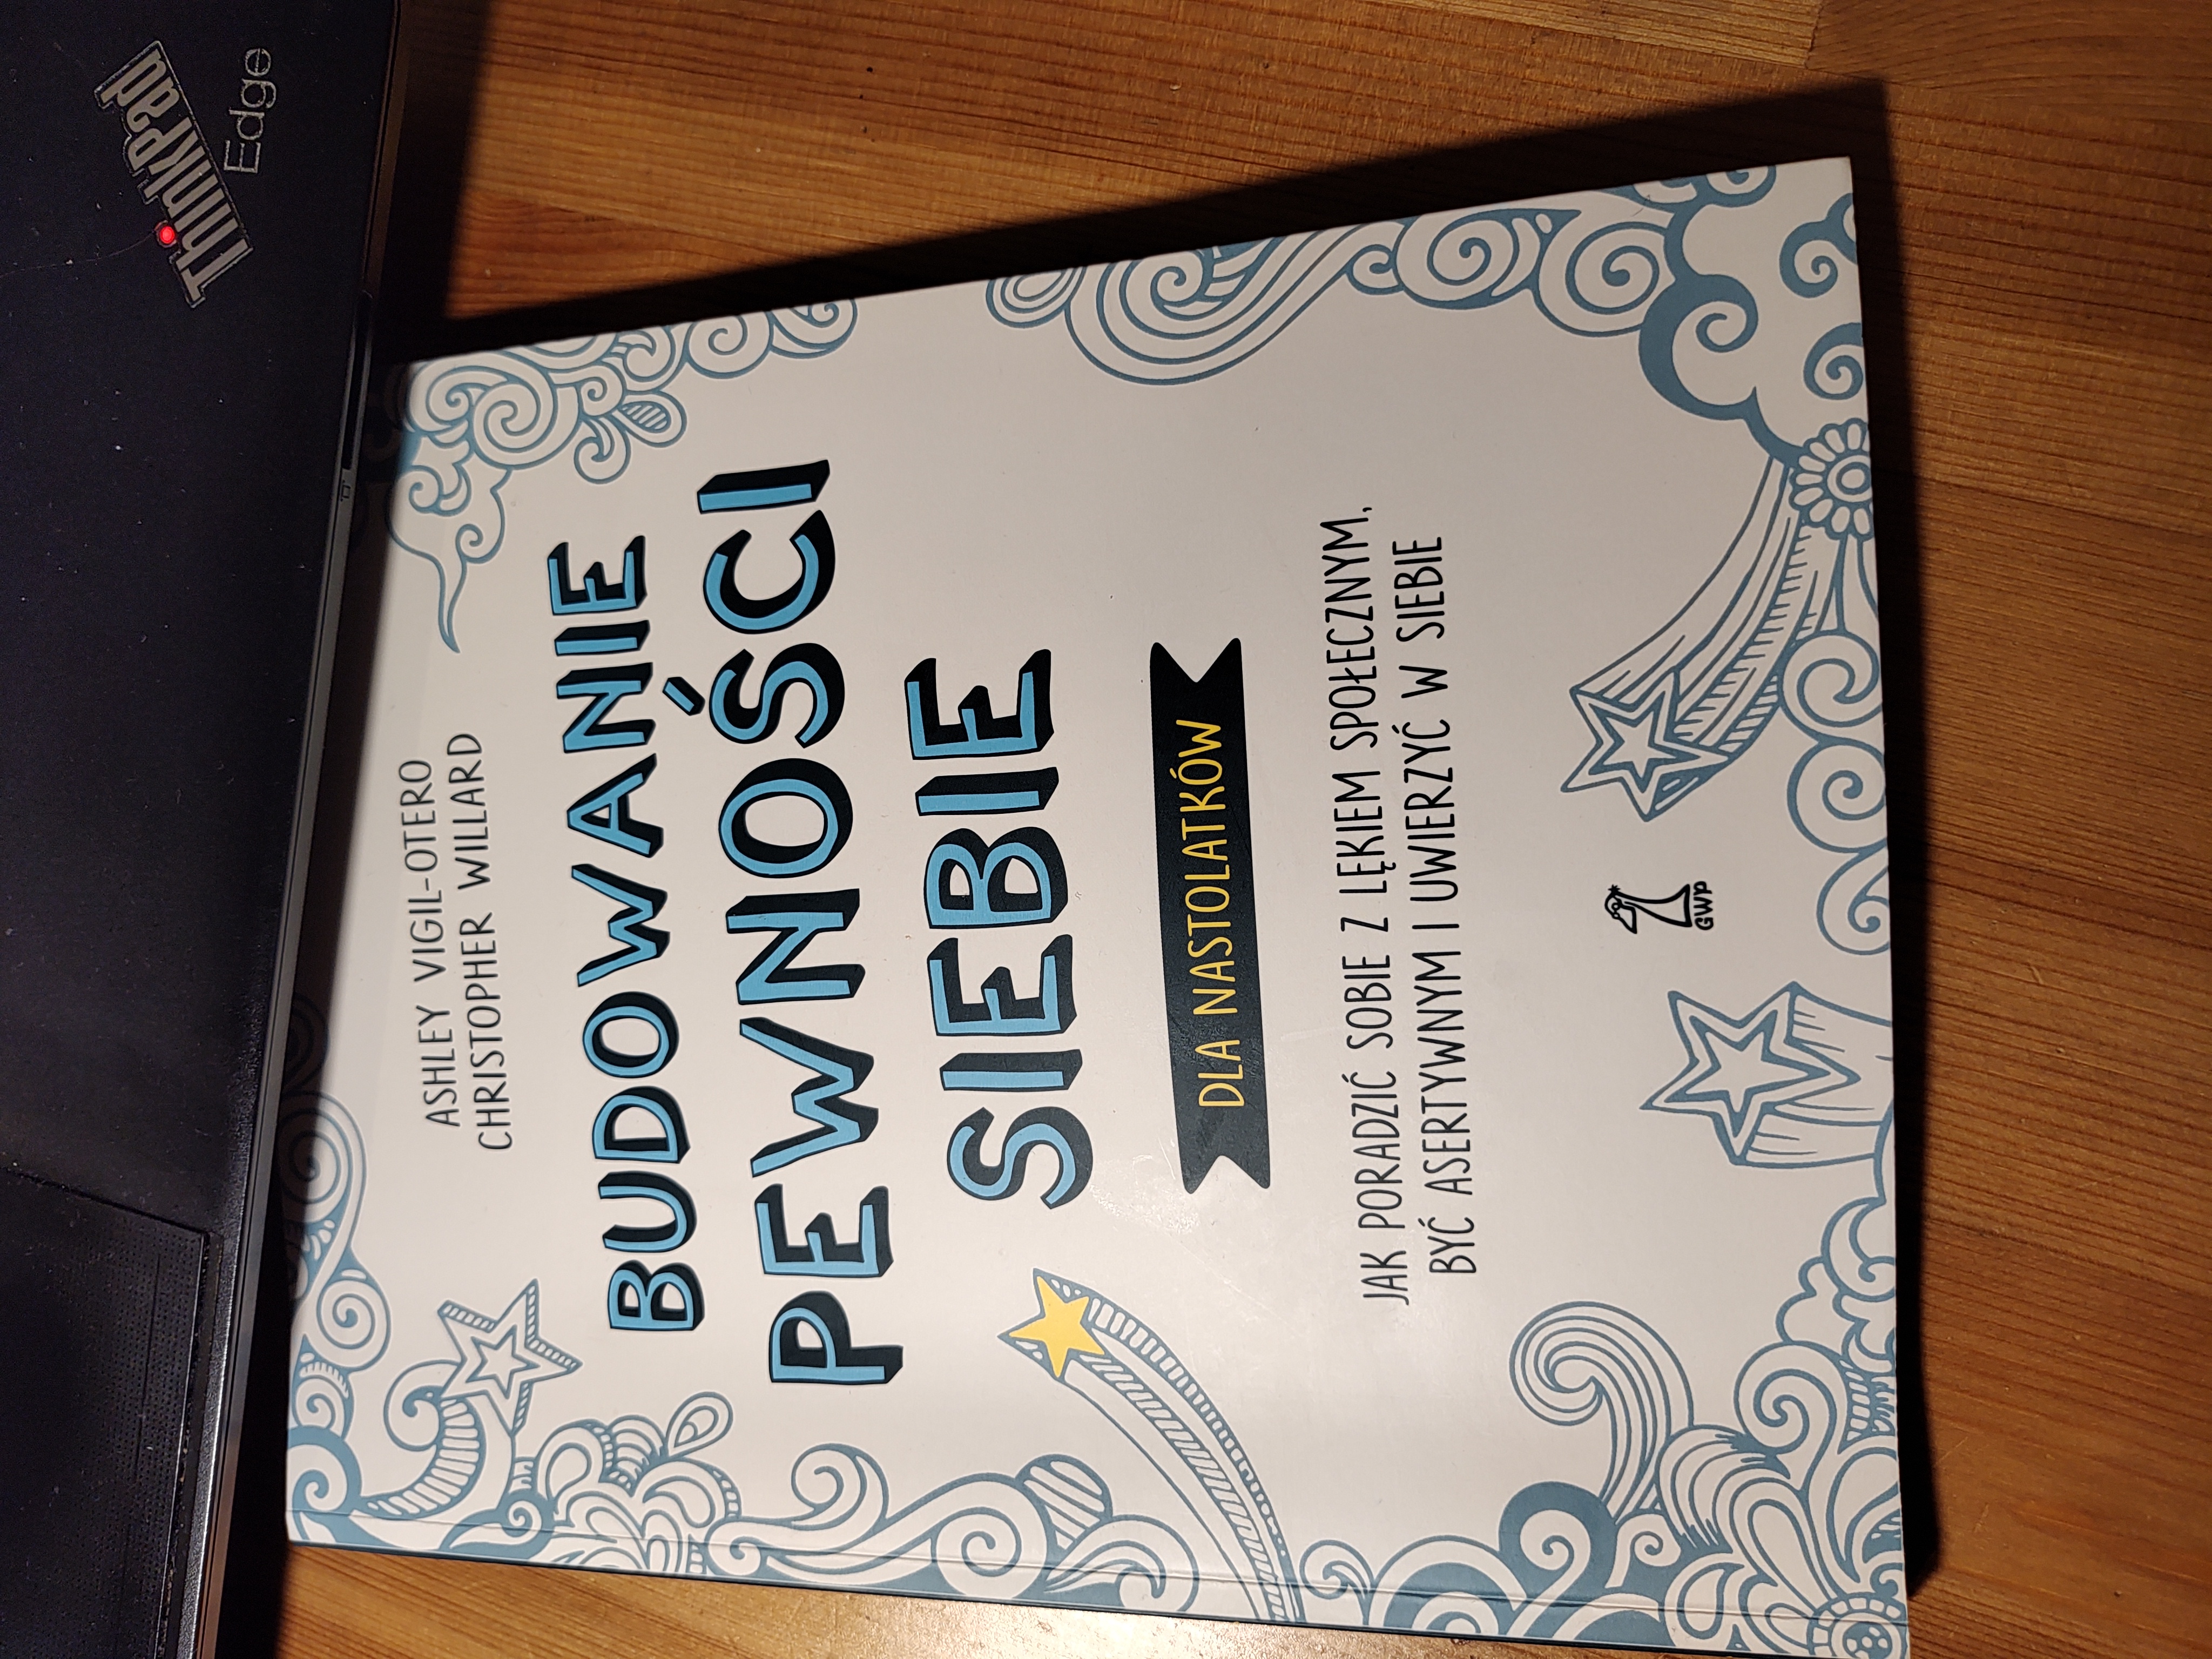 ThinkPad
Edge
ASHLEY VIGIL-OTERO
CHRISTOPHER WILLARD
BUDOWANIE
PEWNOŚCI
SIEBIE
DLA NASTOLATKÓW
JAK PORADZIĆ SOBIE Z LĘKIEM SPOŁECZNYM,
BYĆ ASERTYWNYM I UWIERZYĆ W SIEBIE
GWP